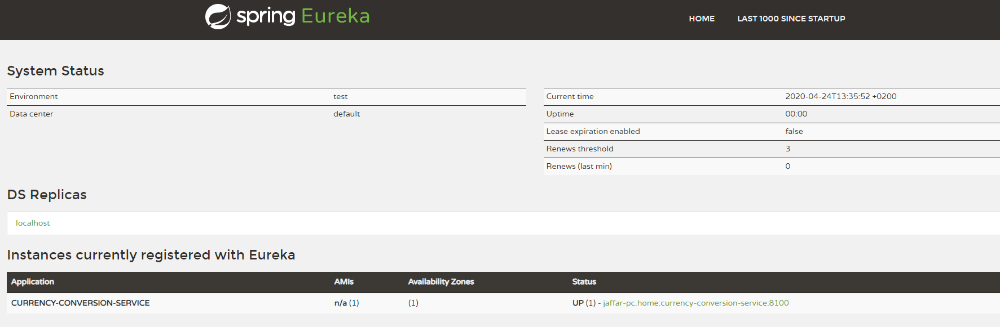 spring Eureka HOME LAST 1000 SINCE STARTUP
System Status
Environment test
Data center default
Current time 2020-04-24T13:35:52 +0200
Uptime 00:00
Lease expiration enabled false
Renews threshold 3
Renews (last min) 0
DS Replicas
localhost
Instances currently registered with Eureka
Application AMIs Availability Zones Status
CURRENCY-CONVERSION-SERVICE n/a (1) (1) UP (1) - jaffar-pc.home:currency-conversion-service:8100